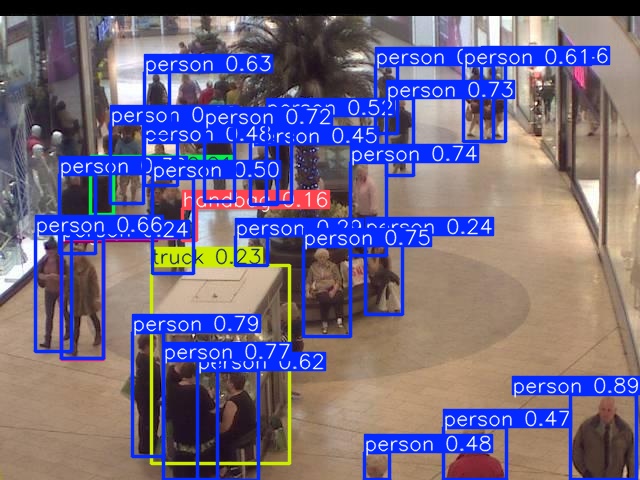 person 0.63
person 0.61
person 0.73
person 0.52
person 0.72
person 0.48
person 0.45
person 0.74
person 0.50
handbag 0.16
person 0.66
person 0.24
person 0.75
truck 0.23
person 0.79
person 0.77
person 0.62
person 0.89
person 0.47
person 0.48